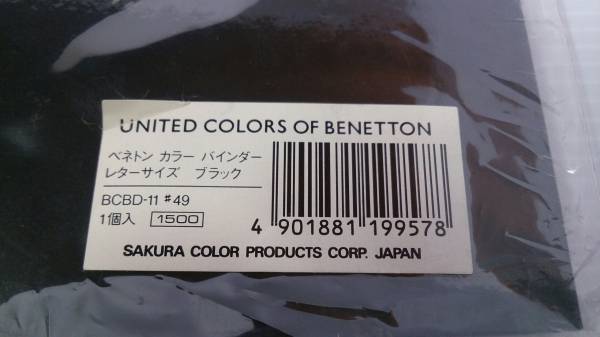 UNITED COLORS OF BENETTON
ベネトン カラー バインダー
レターサイズ ブラック
BCBD-11 #49
1個入 1500
4 901881 199578
SAKURA COLOR PRODUCTS CORP. JAPAN